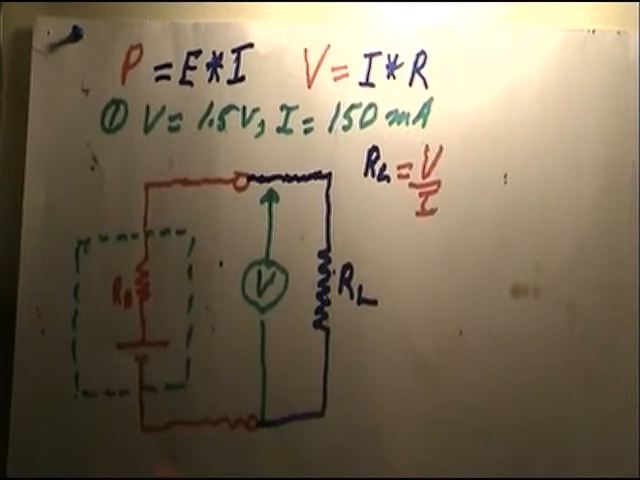 P = E*I V = I*R
① V = 1.5V, I = 150 mA
RL = V/I
RB
V
RL